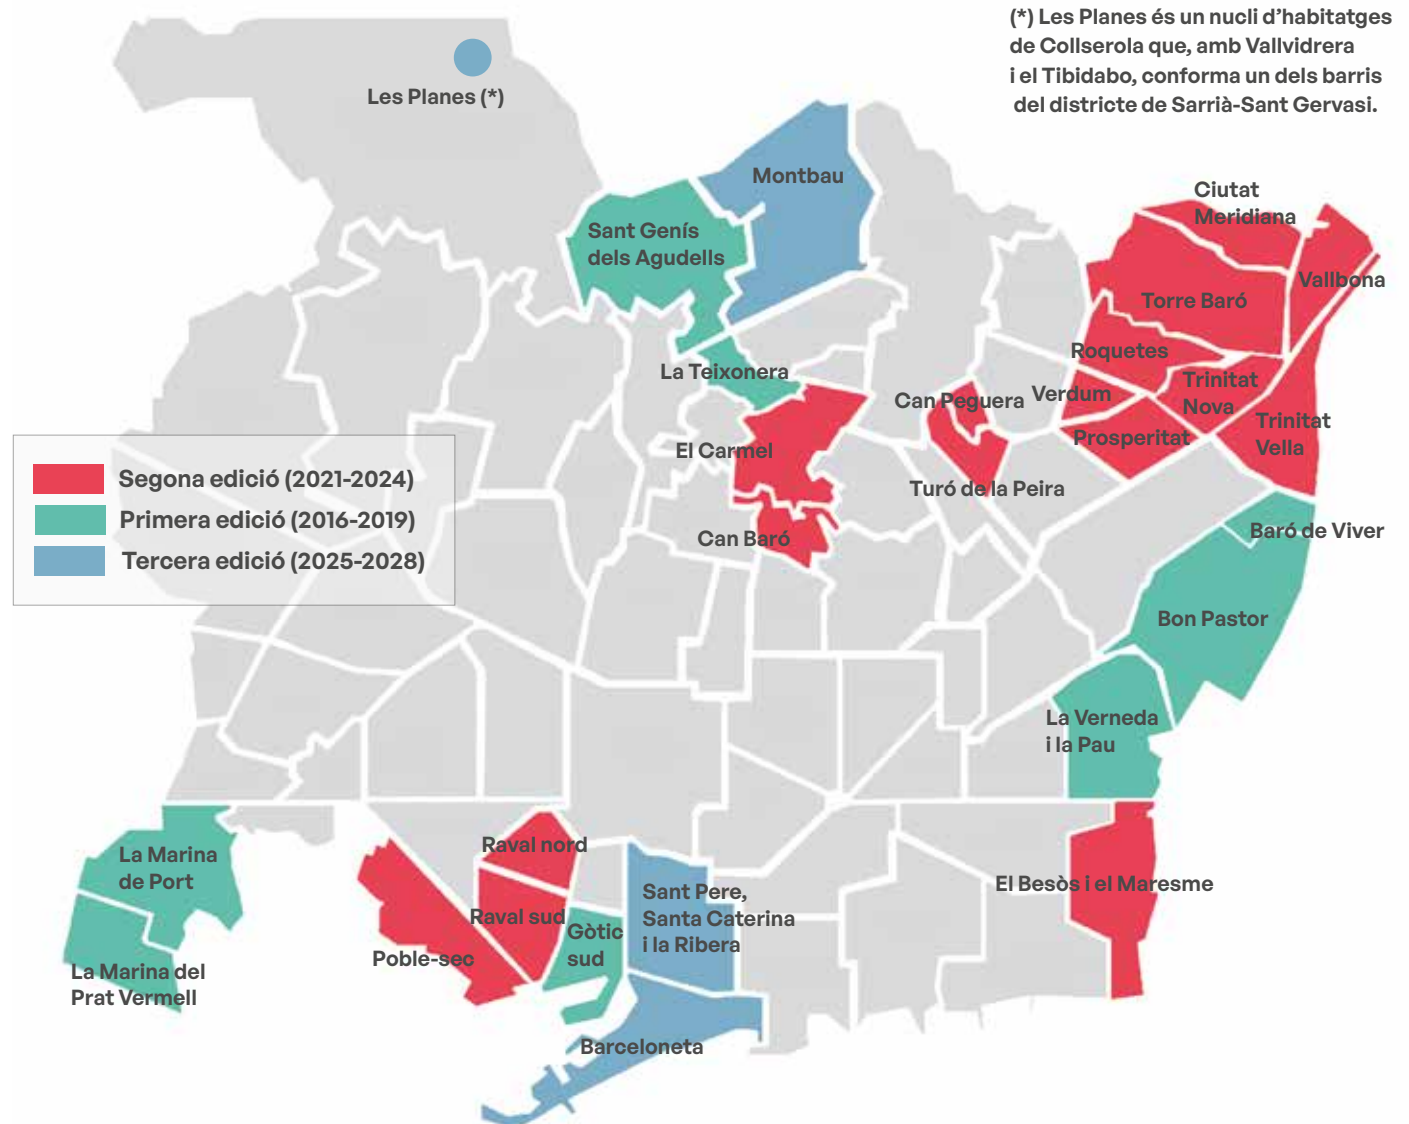 (*) Les Planes és un nucli d'habitatges
de Collserola que, amb Vallvidrera
i el Tibidabo, conforma un dels barris
del districte de Sarrià-Sant Gervasi.
Les Planes (*)
Montbau
Ciutat
Meridiana
Sant Genís
dels Agudells
Vallbona
Torre Baró
Roquetes
La Teixonera
Trinitat
Nova
Can Peguera
Verdum
Trinitat
Vella
Prosperitat
El Carmel
Segona edició (2021-2024)
Primera edició (2016-2019)
Tercera edició (2025-2028)
Turó de la Peira
Can Baró
Baró de Viver
Bon Pastor
La Verneda
i la Pau
Raval nord
La Marina
de Port
El Besòs i el Maresme
Sant Pere,
Santa Caterina
i la Ribera
Raval sud
Gòtic
sud
Poble-sec
La Marina del
Prat Vermell
Barceloneta